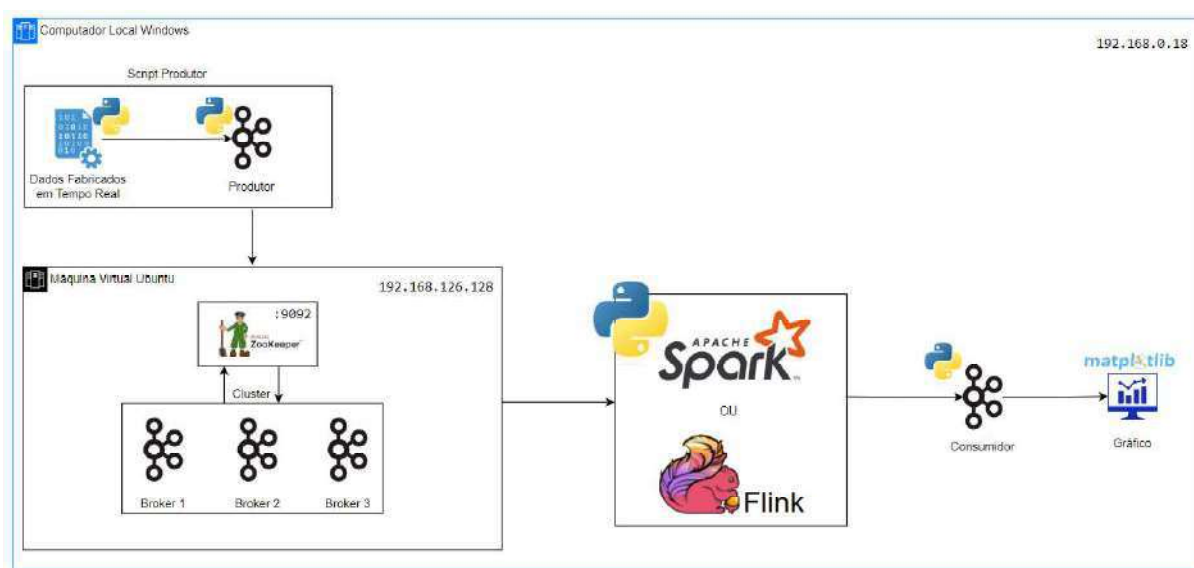 Computador Local Windows
192.168.0.18
Script Produtor
Dados Fabricados
em Tempo Real
Produtor
Máquina Virtual Ubuntu
192.168.126.128
:9092
ZooKeeper
Cluster
Broker 1
Broker 2
Broker 3
APACHE
Spark
OU
Flink
Consumidor
matplotlib
Gráfico